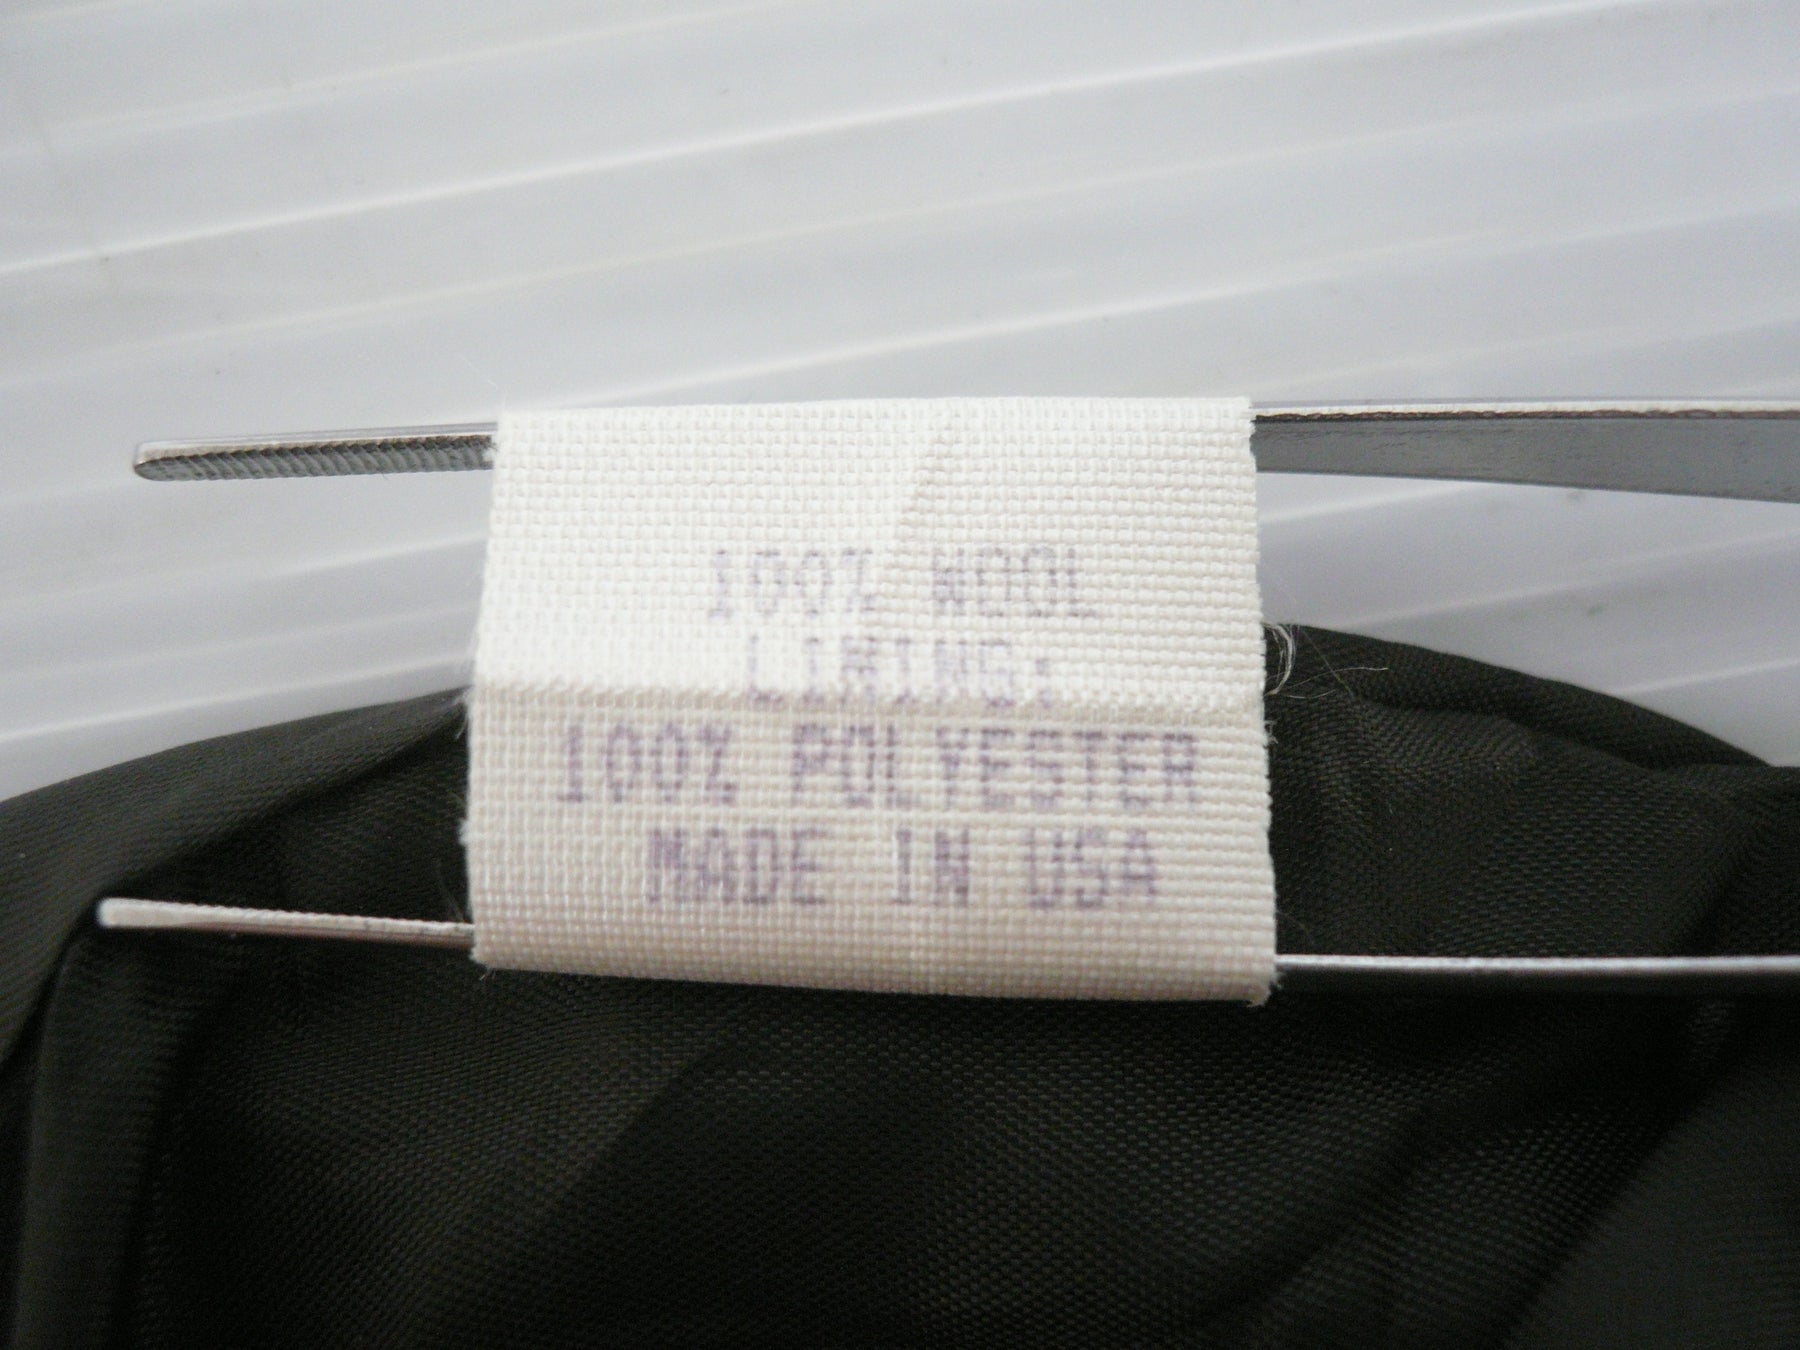 100% WOOL
LINING:
100% POLYESTER
MADE IN USA